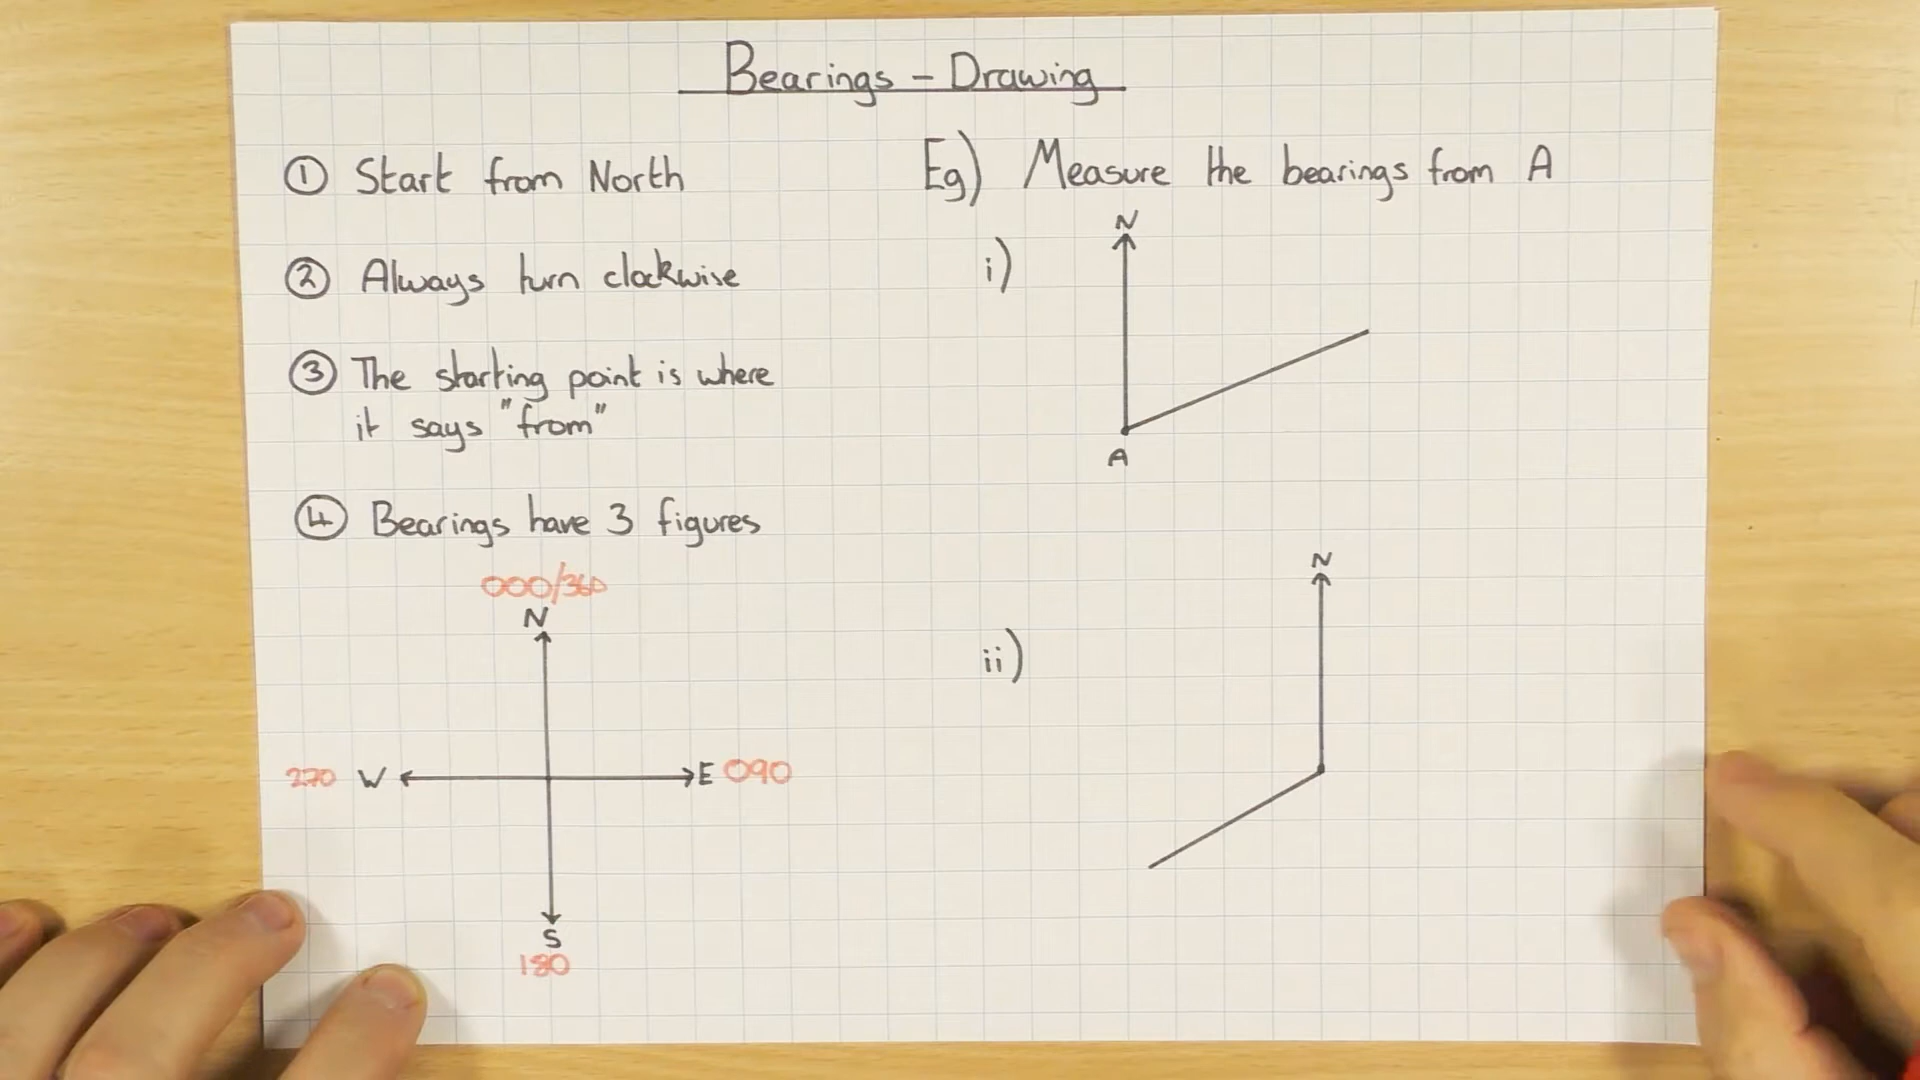 Bearings - Drawing
① Start from North
② Always turn clockwise
③ The starting point is where
it says "from"
④ Bearings have 3 figures
000/360
N
270 W
E 090
S
180
Eg) Measure the bearings from A
N
i)
A
N
ii)